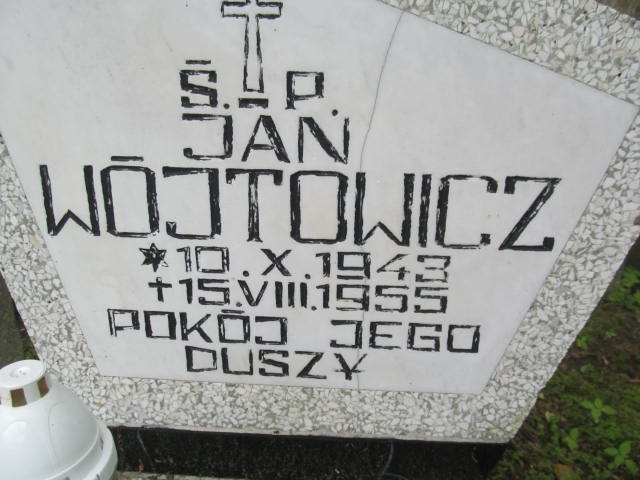 Ś. P.
JAN
WÓJTOWICZ
* 10.X.1943
+ 15.VIII.1955
POKÓJ JEGO
DUSZY